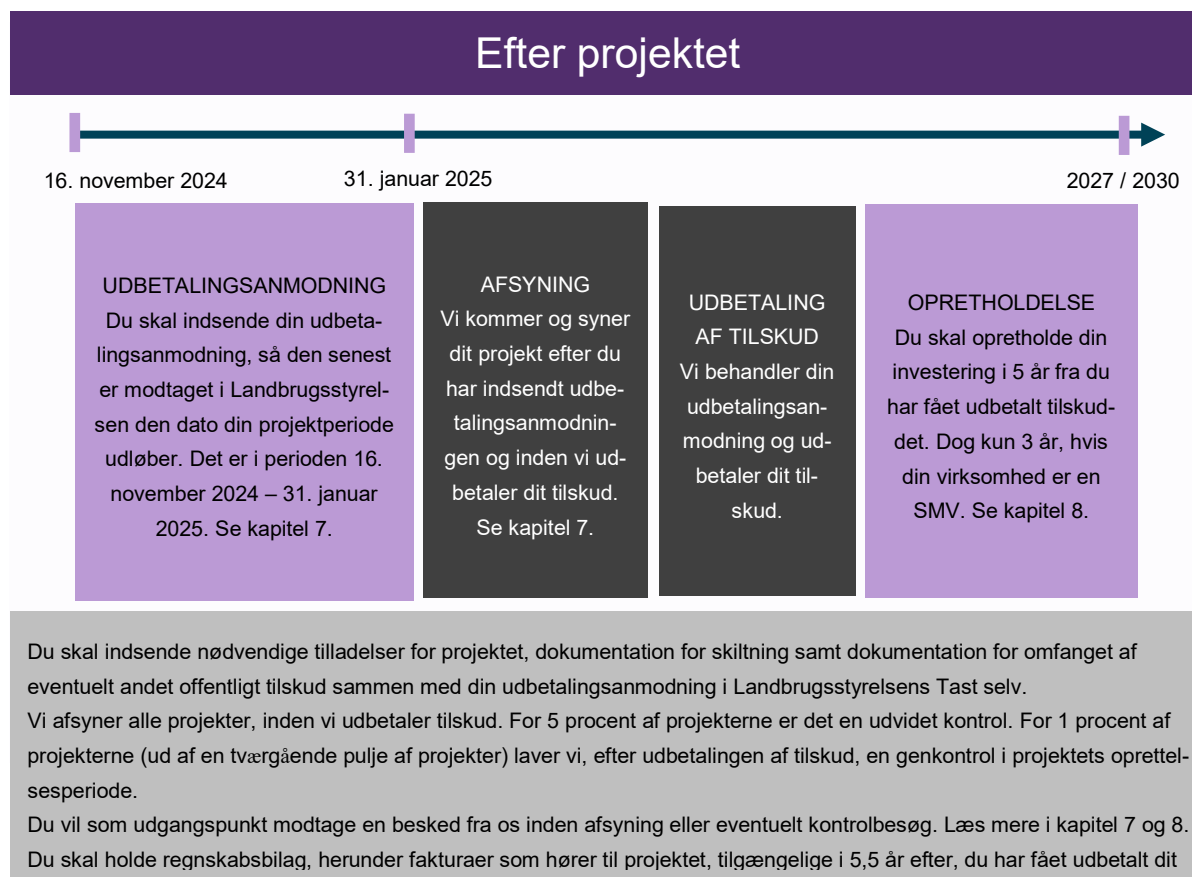 Efter projektet
16. november 2024
31. januar 2025
2027 / 2030
UDBETALINGSANMODNING
Du skal indsende din udbeta-
lingsanmodning, så den senest
er modtaget i Landbrugsstyrel-
sen den dato din projektperiode
udløber. Det er i perioden 16.
november 2024 – 31. januar
2025. Se kapitel 7.
AFSYNING
Vi kommer og syner
dit projekt efter du
har indsendt udbe-
talingsanmodnin-
gen og inden vi ud-
betaler dit tilskud.
Se kapitel 7.
UDBETALING
AF TILSKUD
Vi behandler din
udbetalingsan-
modning og ud-
betaler dit til-
skud.
OPRETHOLDELSE
Du skal opretholde din
investering i 5 år fra du
har fået udbetalt tilskud-
det. Dog kun 3 år, hvis
din virksomhed er en
SMV. Se kapitel 8.
Du skal indsende nødvendige tilladelser for projektet, dokumentation for skiltning samt dokumentation for omfanget af
eventuelt andet offentligt tilskud sammen med din udbetalingsanmodning i Landbrugsstyrelsens Tast selv.
Vi afsyner alle projekter, inden vi udbetaler tilskud. For 5 procent af projekterne er det en udvidet kontrol. For 1 procent af
projekterne (ud af en tværgående pulje af projekter) laver vi, efter udbetalingen af tilskud, en genkontrol i projektets oprettel-
sesperiode.
Du vil som udgangspunkt modtage en besked fra os inden afsyning eller eventuelt kontrolbesøg. Læs mere i kapitel 7 og 8.
Du skal holde regnskabsbilag, herunder fakturaer som hører til projektet, tilgængelige i 5,5 år efter, du har fået udbetalt dit